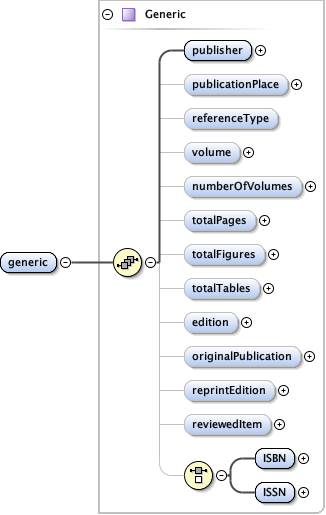 Generic
publisher
publicationPlace
referenceType
volume
numberOfVolumes
totalPages
totalFigures
generic
totalTables
edition
originalPublication
reprintEdition
reviewedItem
ISBN
ISSN